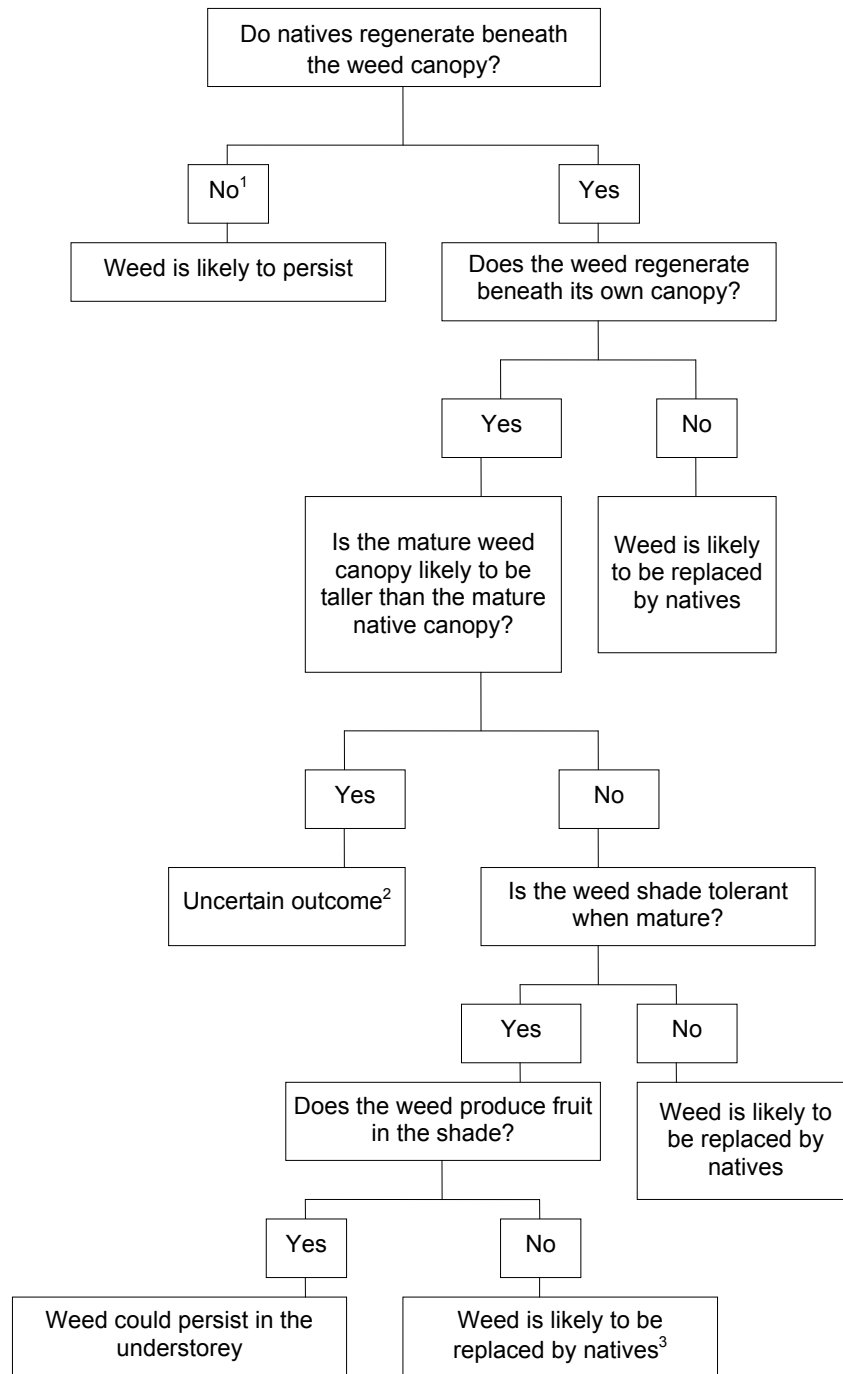 Do natives regenerate beneath
the weed canopy?
No¹
Yes
Weed is likely to persist
Does the weed regenerate
beneath its own canopy?
Yes
No
Is the mature weed
canopy likely to be
taller than the mature
native canopy?
Weed is likely
to be replaced
by natives
Yes
No
Uncertain outcome²
Is the weed shade tolerant
when mature?
Yes
No
Does the weed produce fruit
in the shade?
Weed is likely to
be replaced by
natives
Yes
No
Weed could persist in the
understorey
Weed is likely to be
replaced by natives³